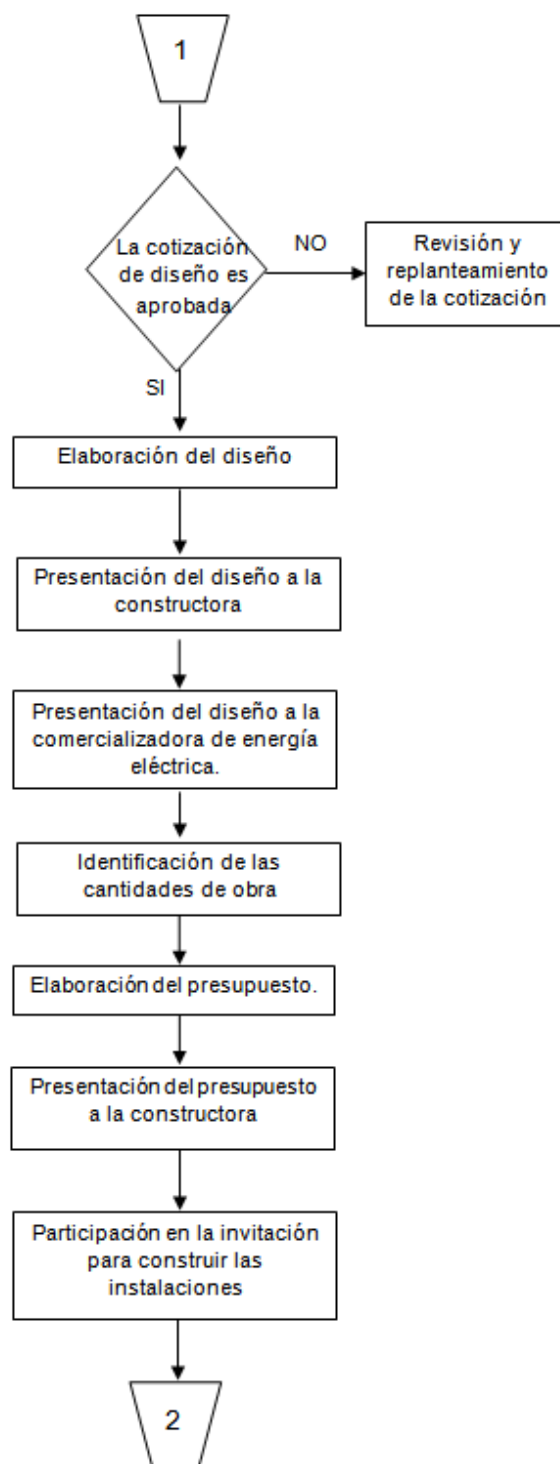 1
La cotización
de diseño es
aprobada
NO
Revisión y
replanteamiento
de la cotización
SI
Elaboración del diseño
Presentación del diseño a la
constructora
Presentación del diseño a la
comercializadora de energía
eléctrica.
Identificación de las
cantidades de obra
Elaboración del presupuesto.
Presentación del presupuesto
a la constructora
Participación en la invitación
para construir las
instalaciones
2